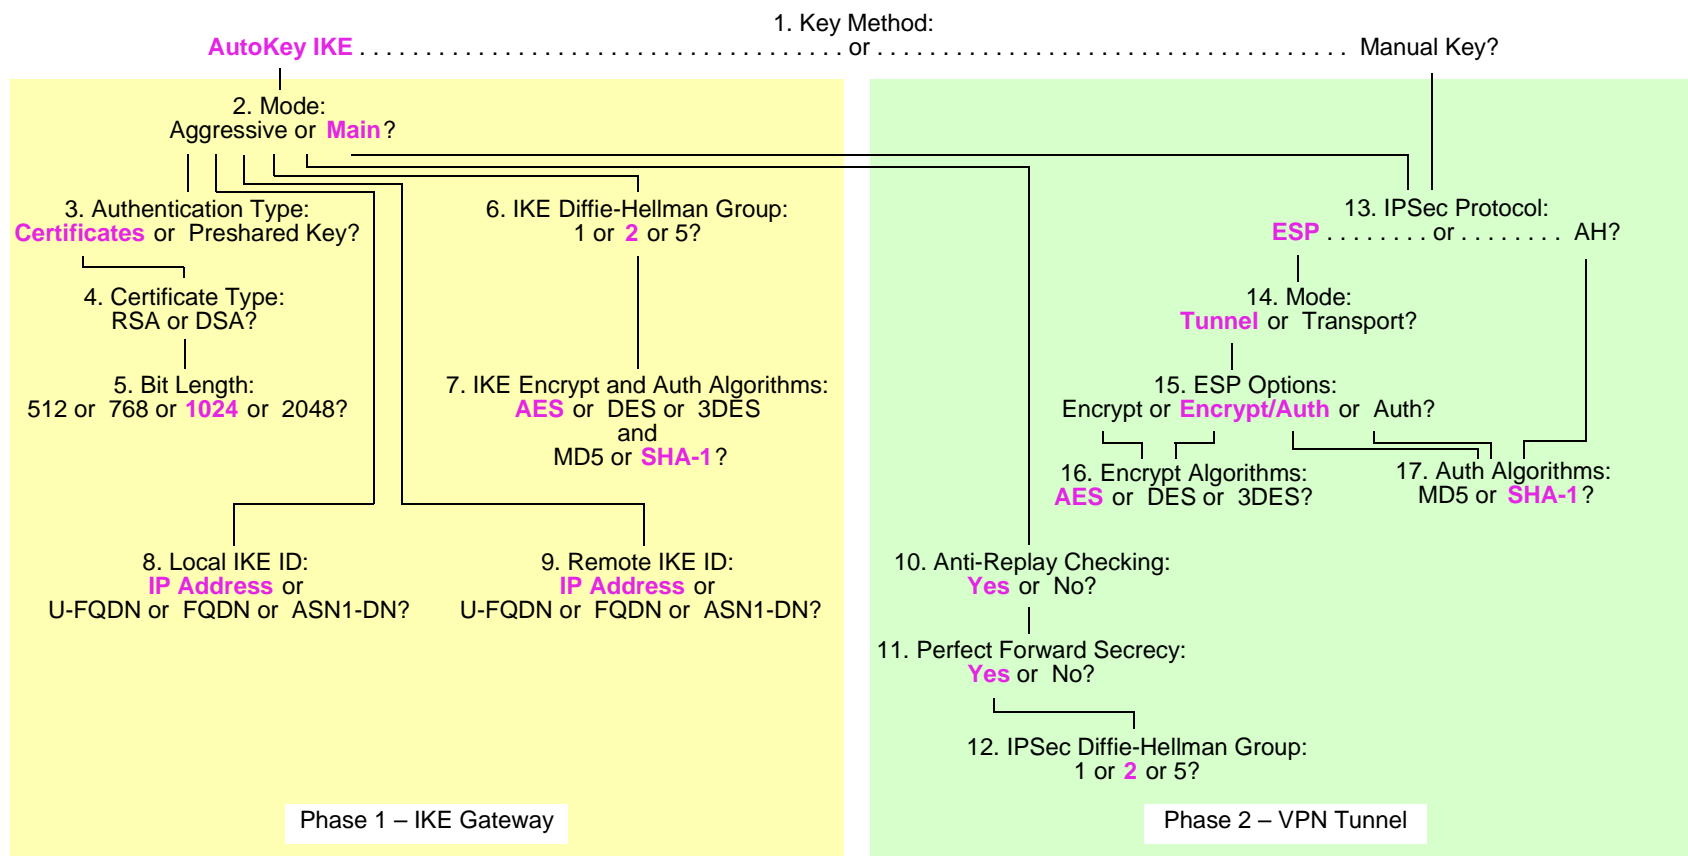 1. Key Method:
AutoKey IKE . . . . . . . . . . . . . . . . . . . . . . . . . . . . . . . . . . . . . or . . . . . . . . . . . . . . . . . . . . . . . . . . . . . . . . . . . . Manual Key?
2. Mode:
Aggressive or Main?
3. Authentication Type:
Certificates or Preshared Key?
4. Certificate Type:
RSA or DSA?
5. Bit Length:
512 or 768 or 1024 or 2048?
6. IKE Diffie-Hellman Group:
1 or 2 or 5?
7. IKE Encrypt and Auth Algorithms:
AES or DES or 3DES
and
MD5 or SHA-1?
8. Local IKE ID:
IP Address or
U-FQDN or FQDN or ASN1-DN?
9. Remote IKE ID:
IP Address or
U-FQDN or FQDN or ASN1-DN?
Phase 1 – IKE Gateway
10. Anti-Replay Checking:
Yes or No?
11. Perfect Forward Secrecy:
Yes or No?
12. IPSec Diffie-Hellman Group:
1 or 2 or 5?
13. IPSec Protocol:
ESP . . . . . . . . or . . . . . . . . AH?
14. Mode:
Tunnel or Transport?
15. ESP Options:
Encrypt or Encrypt/Auth or Auth?
16. Encrypt Algorithms:
AES or DES or 3DES?
17. Auth Algorithms:
MD5 or SHA-1?
Phase 2 – VPN Tunnel